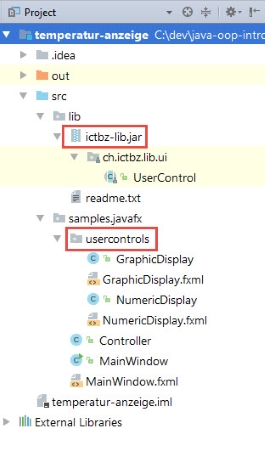 Project
temperatur-anzeige C:\dev\java-oop-intro
.idea
out
src
lib
ictbz-lib.jar
ch.ictbz.lib.ui
UserControl
readme.txt
samples.javafx
usercontrols
GraphicDisplay
GraphicDisplay.fxml
NumericDisplay
NumericDisplay.fxml
Controller
MainWindow
MainWindow.fxml
temperatur-anzeige.iml
External Libraries